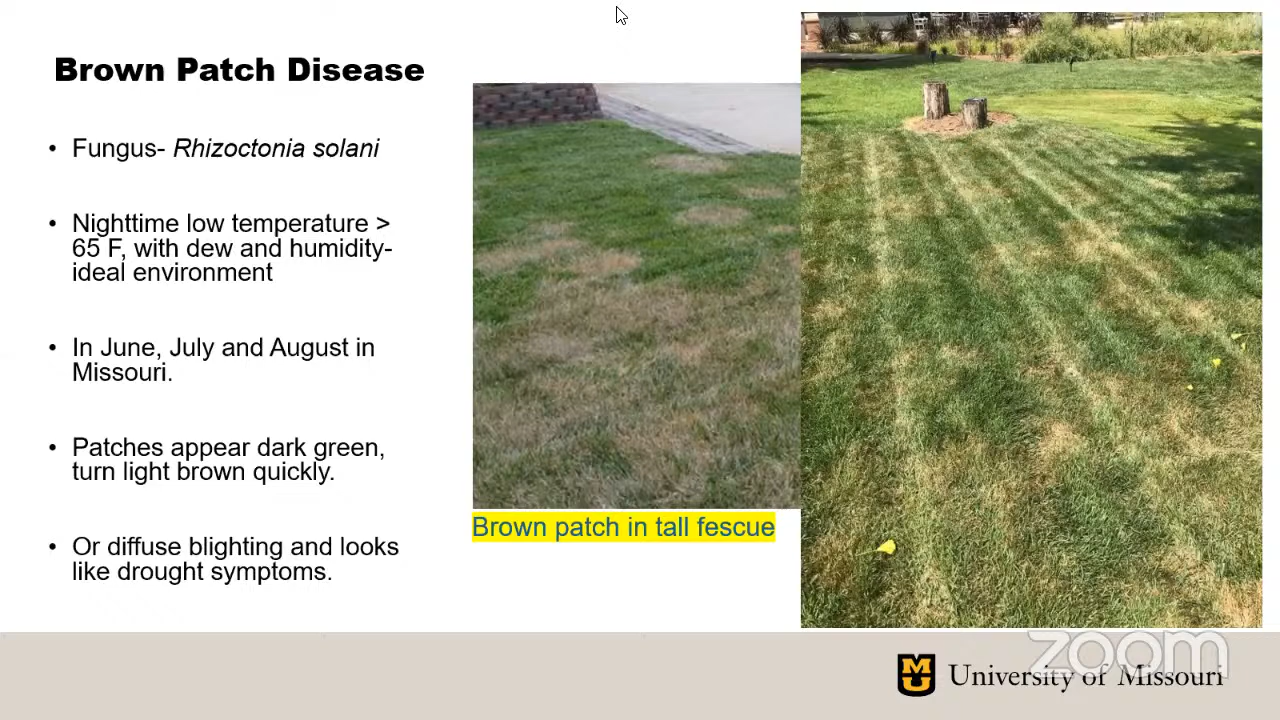 Brown Patch Disease
• Fungus- Rhizoctonia solani
• Nighttime low temperature >
65 F, with dew and humidity-
ideal environment
• In June, July and August in
Missouri.
• Patches appear dark green,
turn light brown quickly.
• Or diffuse blighting and looks
like drought symptoms.
Brown patch in tall fescue
zoom
MU
University of Missouri